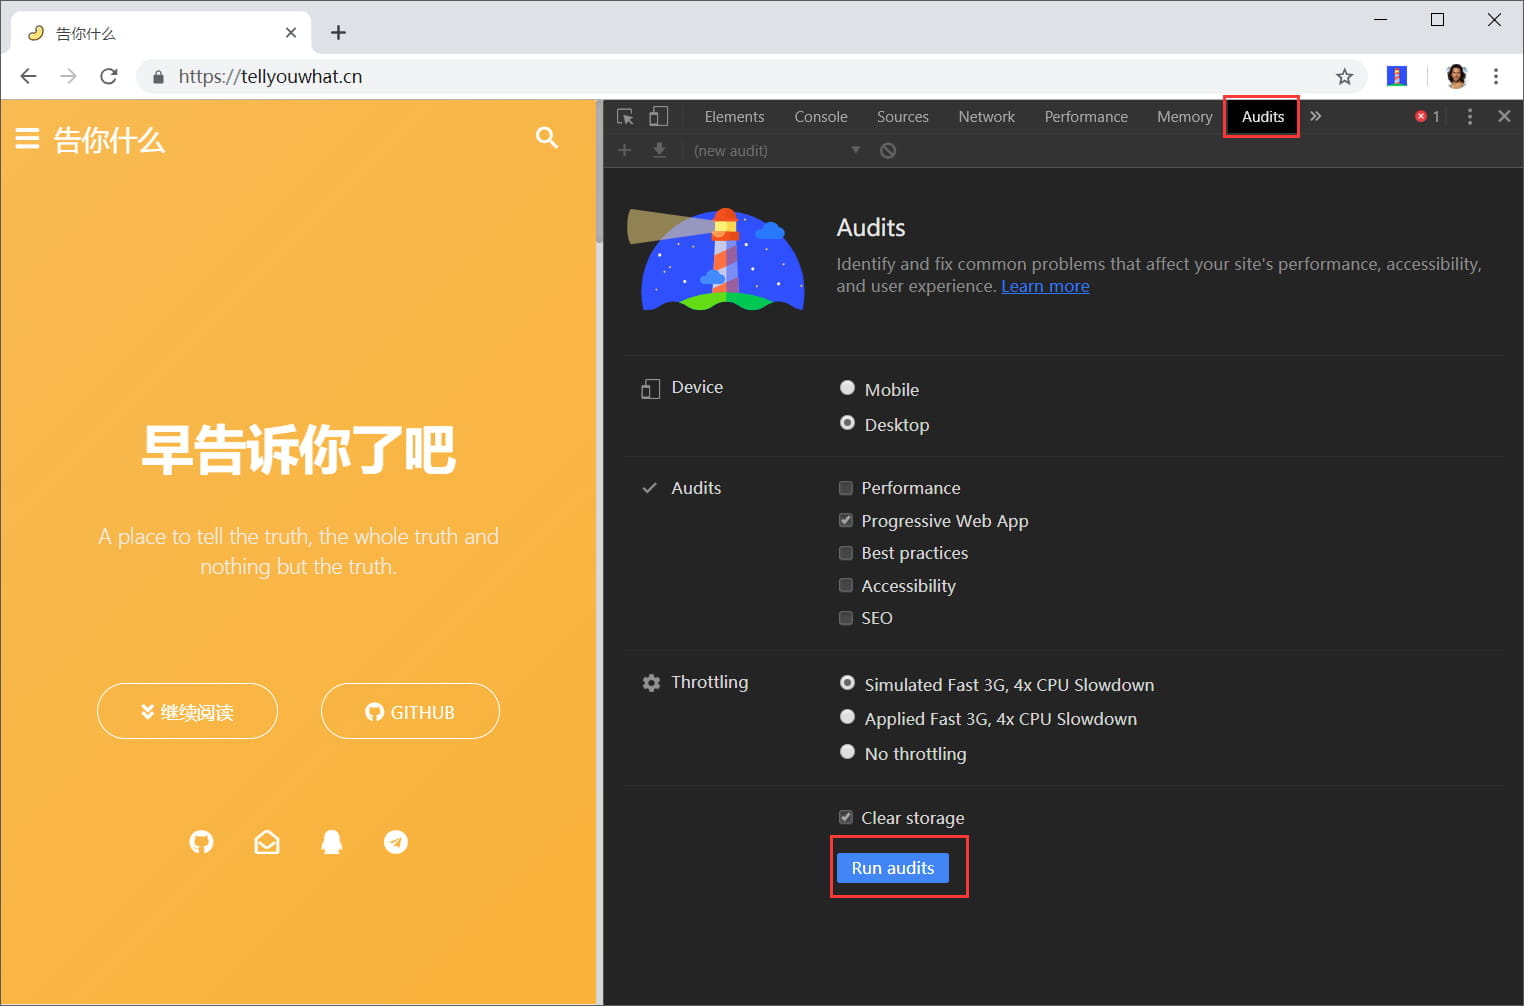 告你什么
https://tellyouwhat.cn
告你什么
早告诉你了吧
A place to tell the truth, the whole truth and
nothing but the truth.
继续阅读
GITHUB
Elements Console Sources Network Performance Memory Audits » 1
(new audit)
Audits
Identify and fix common problems that affect your site's performance, accessibility,
and user experience. Learn more
Device
Mobile
Desktop
Audits
Performance
Progressive Web App
Best practices
Accessibility
SEO
Throttling
Simulated Fast 3G, 4x CPU Slowdown
Applied Fast 3G, 4x CPU Slowdown
No throttling
Clear storage
Run audits